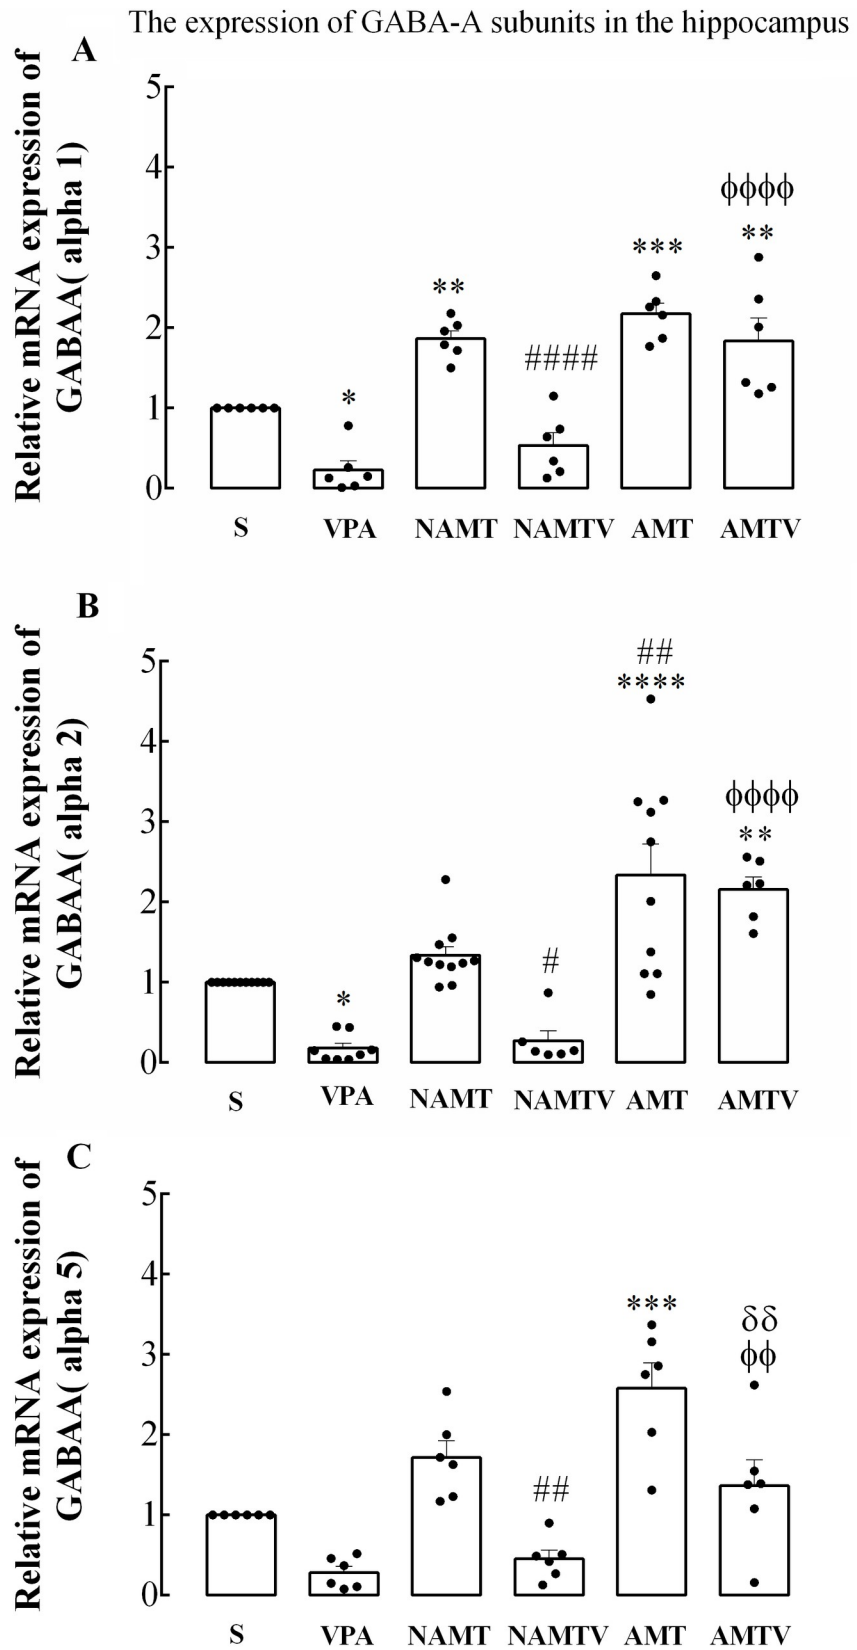 The expression of GABA-A subunits in the hippocampus
A
Relative mRNA expression of
GABAA( alpha 1)
5
4
3
2
1
0
*
**
####
***
ϕϕϕϕ
**
S VPA NAMT NAMTV AMT AMTV
B
Relative mRNA expression of
GABAA( alpha 2)
5
4
3
2
1
0
*
#
##
****
ϕϕϕϕ
**
S VPA NAMT NAMTV AMT AMTV
C
Relative mRNA expression of
GABAA( alpha 5)
5
4
3
2
1
0
##
***
δδ
ϕϕ
S VPA NAMT NAMTV AMT AMTV